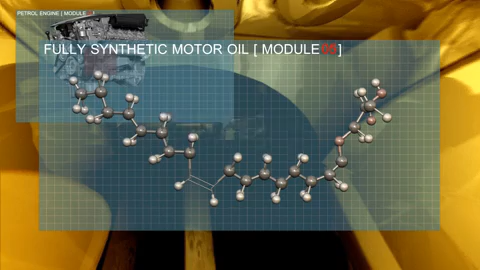 PETROL ENGINE [ MODULE ]
FULLY SYNTHETIC MOTOR OIL [ MODULE 05 ]